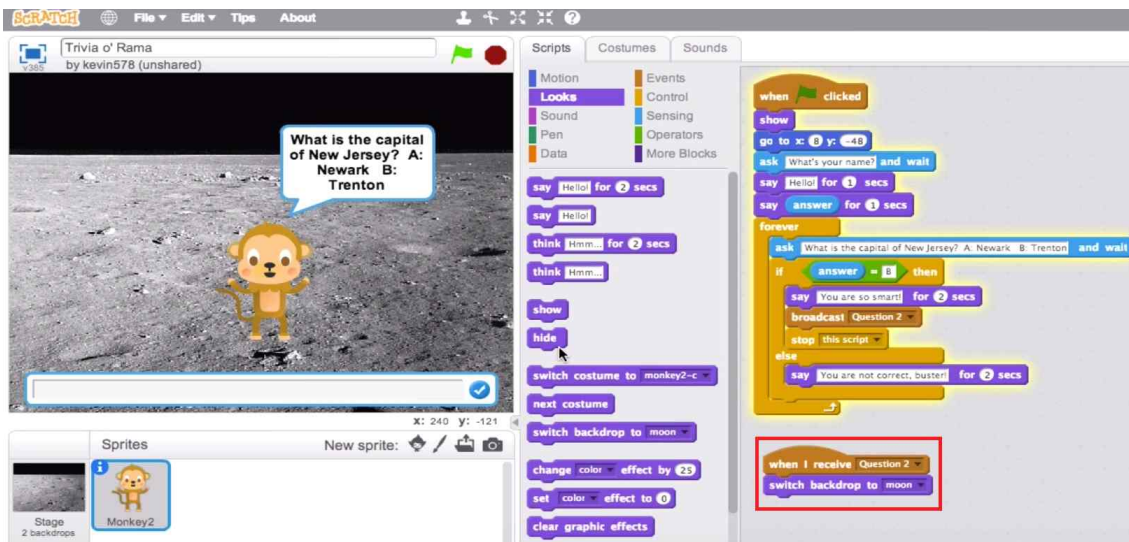 SCRATCH File Edit Tips About
v385
Trivia o' Rama
by kevin578 (unshared)
What is the capital
of New Jersey? A:
Newark B:
Trenton
X: 240 y: -121
Sprites New sprite:
Stage
2 backdrops
Monkey2
Scripts Costumes Sounds
Motion Events
Looks Control
Sound Sensing
Pen Operators
Data More Blocks
say Hello! for 2 secs
say Hello!
think Hmm... for 2 secs
think Hmm...
show
hide
switch costume to monkey2-c
next costume
switch backdrop to moon
change color effect by 25
set color effect to 0
clear graphic effects
when clicked
show
go to x: 8 y: -48
ask What's your name? and wait
say Hello! for 1 secs
say answer for 1 secs
forever
ask What is the capital of New Jersey? A: Newark B: Trenton and wait
if answer = B then
say You are so smart! for 2 secs
broadcast Question 2
stop this script
else
say You are not correct, buster! for 2 secs
when I receive Question 2
switch backdrop to moon